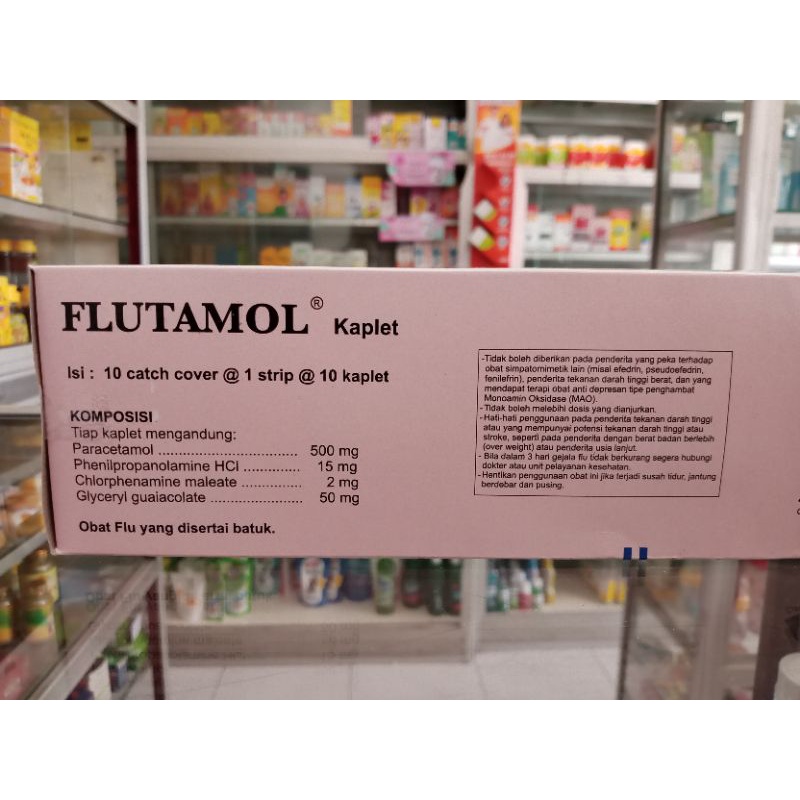 FLUTAMOL® Kaplet
Isi : 10 catch cover @ 1 strip @ 10 kaplet
KOMPOSISI
Tiap kaplet mengandung:
Paracetamol ........................ 500 mg
Phenilpropanolamine HCl .............. 15 mg
Chlorphenamine maleate ............... 2 mg
Glyceryl guaiacolate ...................... 50 mg
Obat Flu yang disertai batuk.
-Tidak boleh diberikan pada penderita yang peka terhadap
obat simpatomimetik lain (misal efedrin, pseudoefedrin,
fenilefrin), penderita tekanan darah tinggi berat, dan yang
mendapat terapi obat anti depresan tipe penghambat
Monoamin Oksidase (MAO).
- Tidak boleh melebihi dosis yang dianjurkan.
- Hati-hati penggunaan pada penderita tekanan darah tinggi
atau yang mempunyai potensi tekanan darah tinggi atau
stroke, seperti pada penderita dengan berat badan berlebih
(over weight) atau penderita usia lanjut.
- Bila dalam 3 hari gejala flu tidak berkurang segera hubungi
dokter atau unit pelayanan kesehatan.
- Hentikan penggunaan obat ini jika terjadi susah tidur, jantung
berdebar dan pusing.